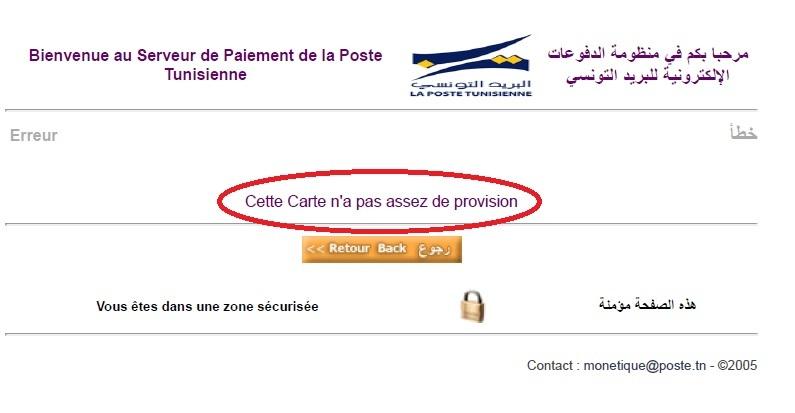 Bienvenue au Serveur de Paiement de la Poste
Tunisienne
البريد التونسي
LA POSTE TUNISIENNE
مرحبا بكم في منظومة الدفوعات
الإلكترونية للبريد التونسي
Erreur
خطأ
Cette Carte n'a pas assez de provision
<< Retour Back رجوع
Vous êtes dans une zone sécurisée
هذه الصفحة مؤمنة
Contact : monetique@poste.tn - ©2005